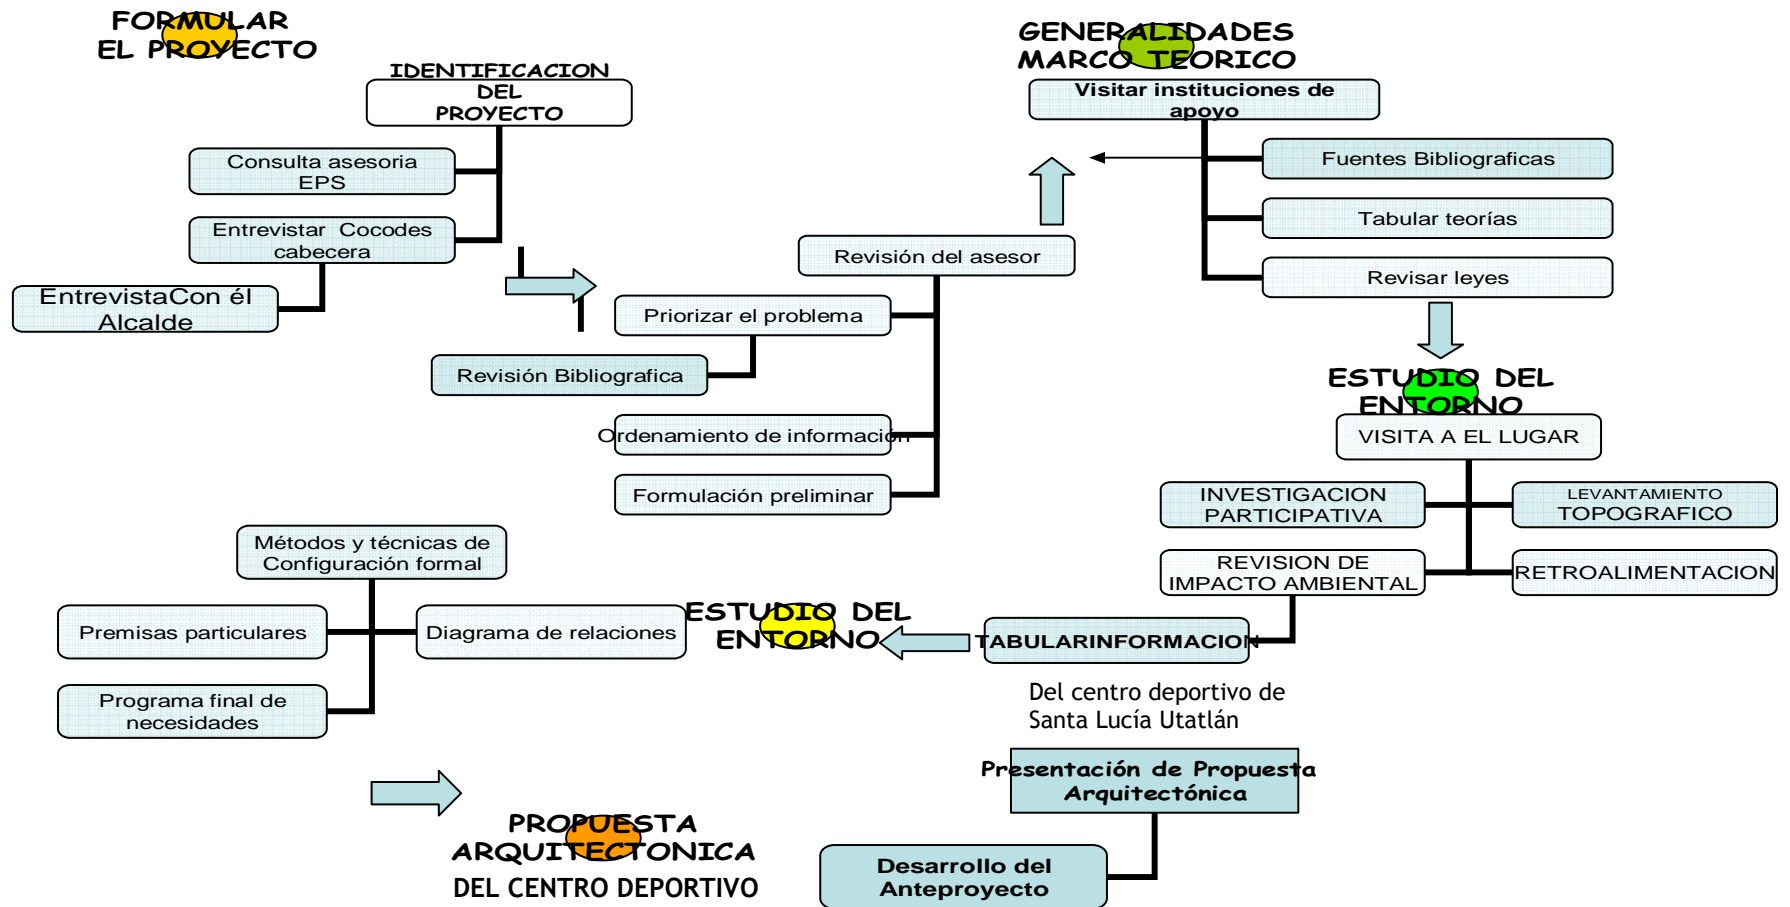 FORMULAR
EL PROYECTO
IDENTIFICACION
DEL
PROYECTO
Consulta asesoria
EPS
Entrevistar Cocodes
cabecera
EntrevistaCon él
Alcalde
Revisión del asesor
Priorizar el problema
Revisión Bibliografica
Ordenamiento de información
Formulación preliminar
GENERALIDADES
MARCO TEORICO
Visitar instituciones de
apoyo
Fuentes Bibliograficas
Tabular teorías
Revisar leyes
ESTUDIO DEL
ENTORNO
VISITA A EL LUGAR
INVESTIGACION
PARTICIPATIVA
LEVANTAMIENTO
TOPOGRAFICO
REVISION DE
IMPACTO AMBIENTAL
RETROALIMENTACION
TABULARINFORMACION
ESTUDIO DEL
ENTORNO
Métodos y técnicas de
Configuración formal
Premisas particulares
Diagrama de relaciones
Programa final de
necesidades
PROPUESTA
ARQUITECTONICA
DEL CENTRO DEPORTIVO
Del centro deportivo de
Santa Lucía Utatlán
Presentación de Propuesta
Arquitectónica
Desarrollo del
Anteproyecto